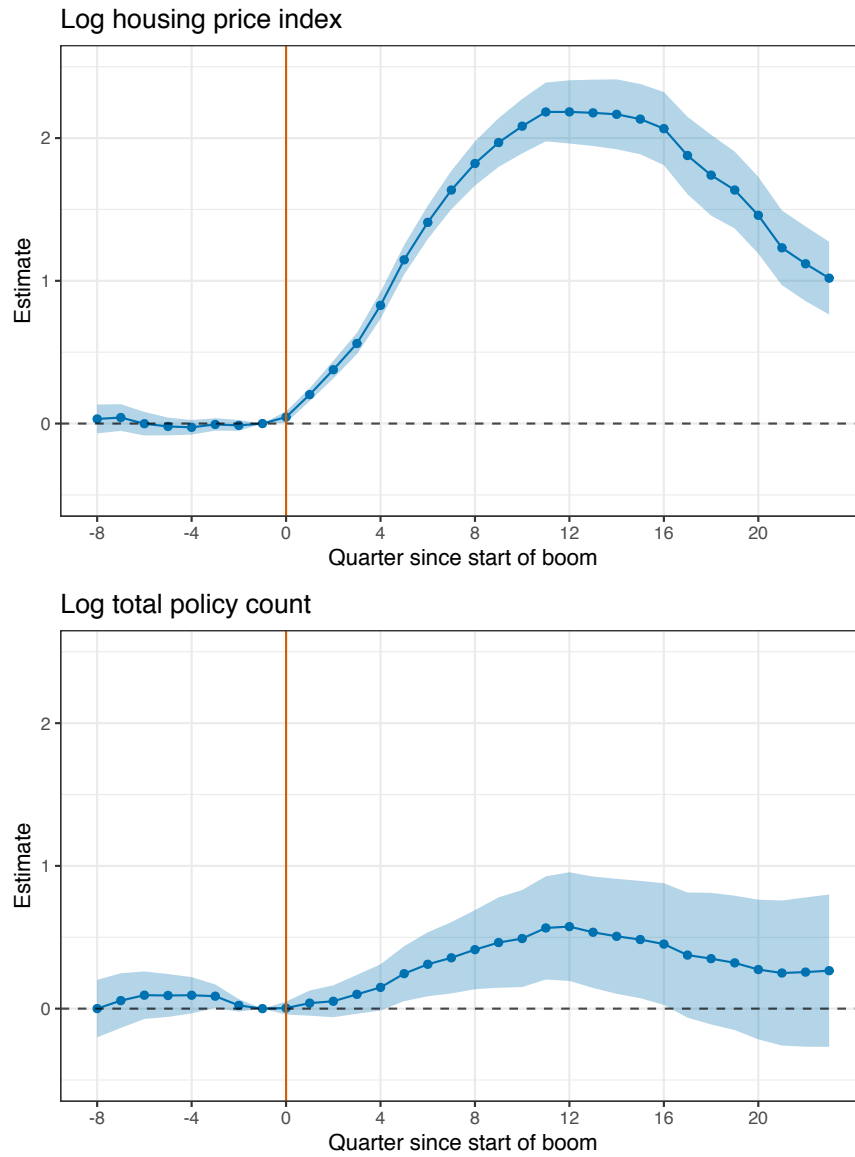 Log housing price index
2
1
0
Estimate
-8 -4 0 4 8 12 16 20
Quarter since start of boom
Log total policy count
2
1
0
Estimate
-8 -4 0 4 8 12 16 20
Quarter since start of boom